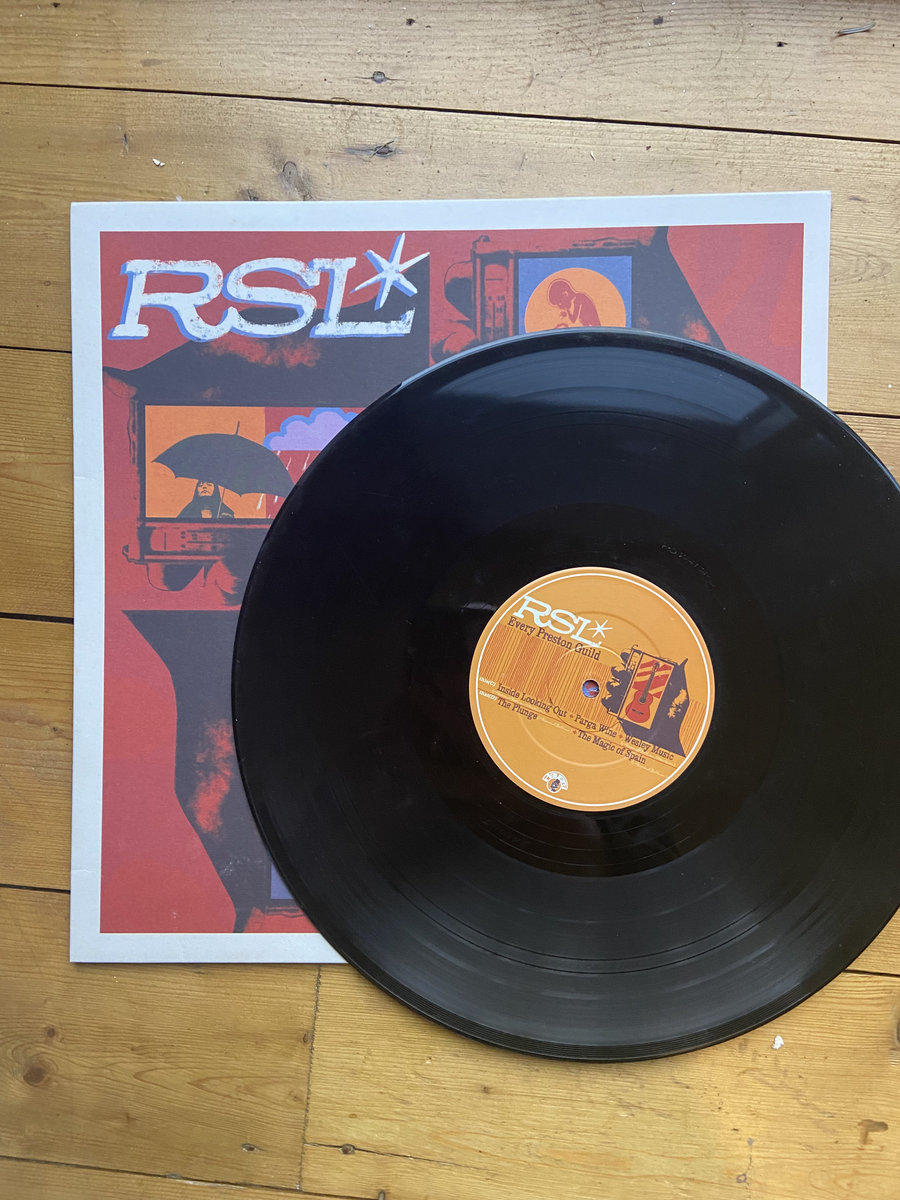 RSL*
RSL*
Every Preston Guild
Inside Looking Out + Parga Wine + Wesley Music
The Plunge
+The Magic of Spain